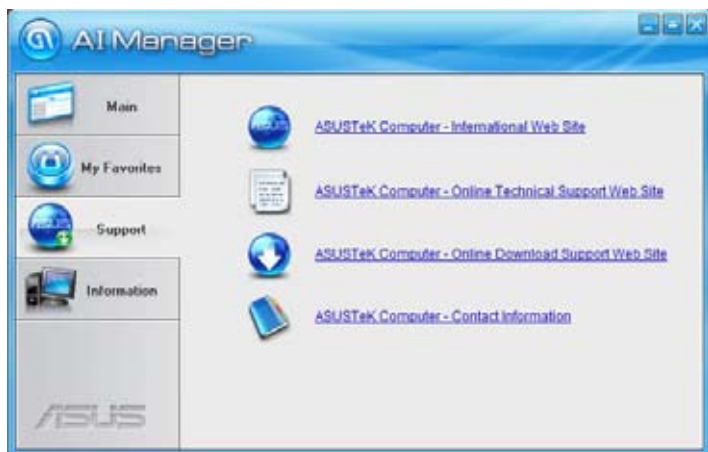 AI Manager
Main
My Favorites
Support
Information
ASUSTeK Computer - International Web Site
ASUSTeK Computer - Online Technical Support Web Site
ASUSTeK Computer - Online Download Support Web Site
ASUSTeK Computer - Contact Information
ASUS